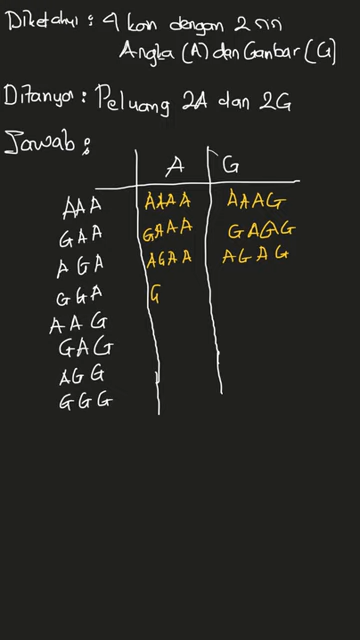 Diketahui : 4 koin dengan 2 sisi
Angka (A) dan Gambar (G)
Ditanya : Peluang 2A dan 2G
Jawab :
A G
AAA AAAA AAAG
GAA GAAA GAGG
AGA AGAA AGAG
GGA G
AAG
GAG
AGG
GGG